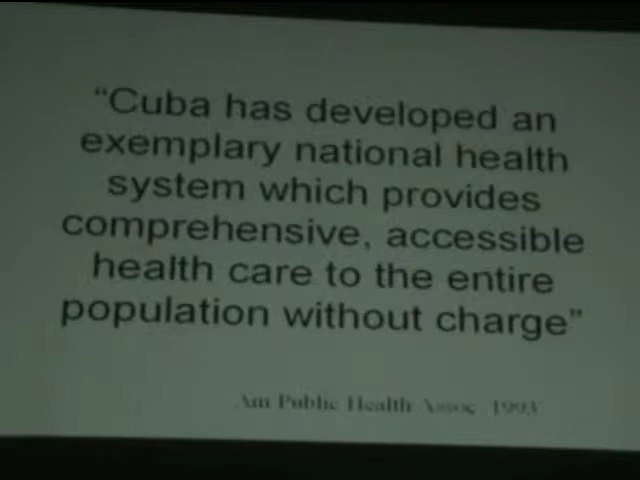 “Cuba has developed an
exemplary national health
system which provides
comprehensive, accessible
health care to the entire
population without charge”
Am Public Health Assoc 1993